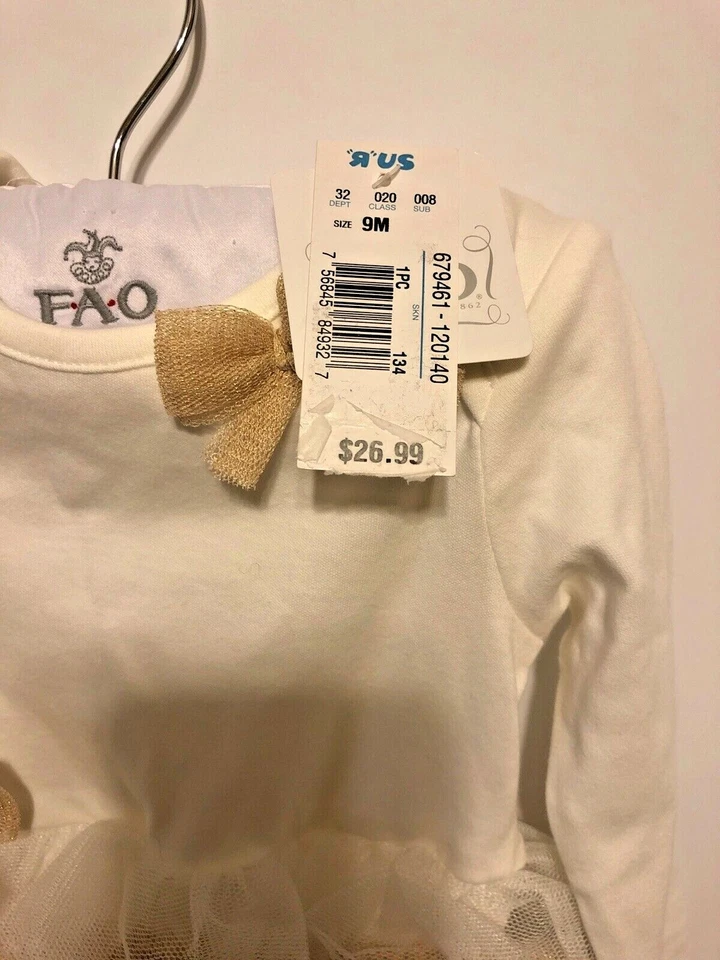 F·A·O
"R"US
32 020 008
DEPT CLASS SUB
SIZE 9M
679461 - 120140
SKN
1PC 134
7 56845 84932 7
$26.99
862